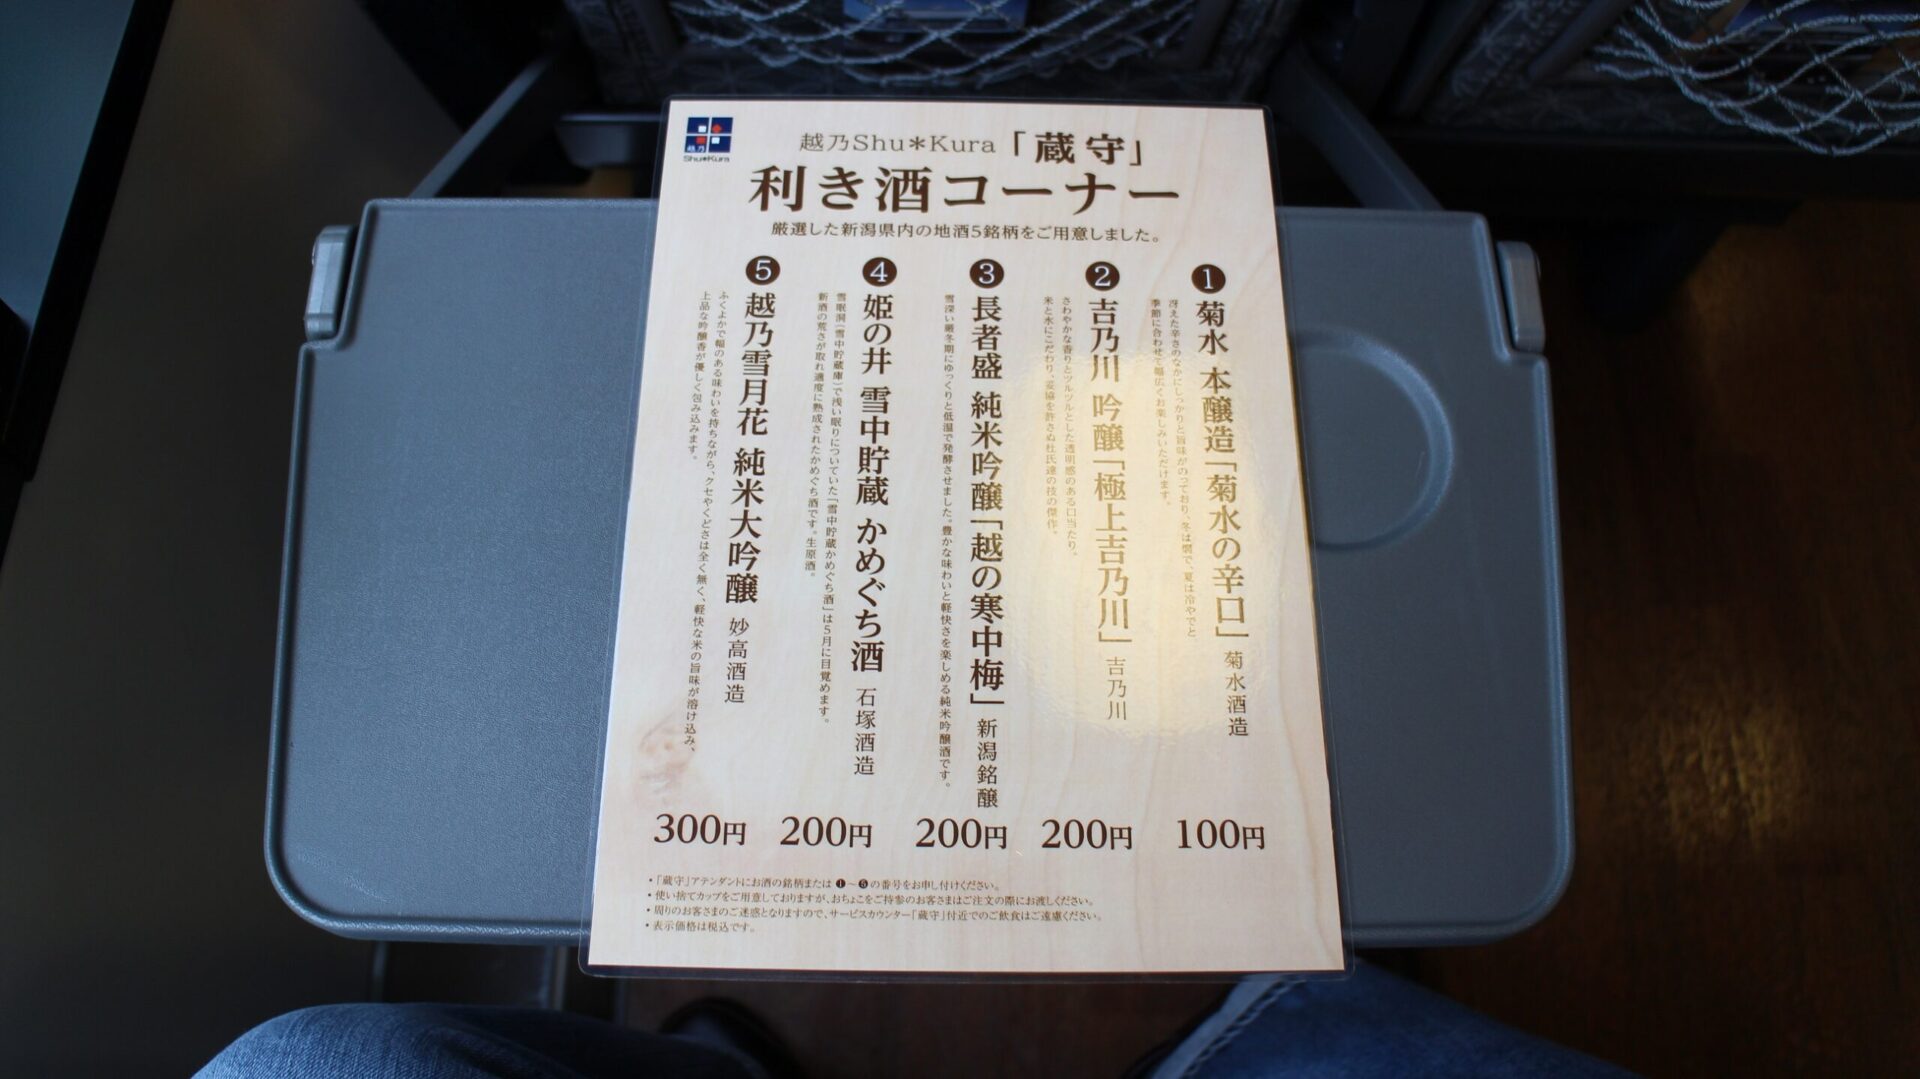 越乃
Shu*Kura
越乃Shu*Kura「蔵守」
利き酒コーナー
厳選した新潟県内の地酒5銘柄をご用意しました。
❶
菊水 本醸造「菊水の辛口」 菊水酒造
冴えた辛さのなかにしっかりと旨味がのっており、冬は燗で、夏は冷やでと
季節に合わせて幅広くお楽しみいただけます。
100円
❷
吉乃川 吟醸「極上吉乃川」 吉乃川
さわやかな香りとツルツルとした透明感のある口当たり。
米と水にこだわり、妥協を許さぬ杜氏達の技の傑作。
200円
❸
長者盛 純米吟醸「越の寒中梅」 新潟銘醸
雪深い厳冬期にゆっくりと低温で発酵させました。豊かな味わいと軽快さを楽しめる純米吟醸酒です。
200円
❹
姫の井 雪中貯蔵 かめぐち酒 石塚酒造
雪眠洞(雪中貯蔵庫)で浅い眠りについていた「雪中貯蔵かめぐち酒」は5月に目覚めます。
新酒の荒さが取れ適度に熟成されたかめぐち酒です。生原酒。
200円
❺
越乃雪月花 純米大吟醸 妙高酒造
ふくよかで幅のある味わいを持ちながら、クセやくどさは全く無く、軽快な米の旨味が溶け込み、
上品な吟醸香が優しく包み込みます。
300円
・「蔵守」アテンダントにお酒の銘柄または❶～❺の番号をお申し付けください。
・使い捨てカップをご用意しておりますが、おちょこをご持参のお客さまはご注文の際にお渡しください。
・周りのお客さまのご迷惑となりますので、サービスカウンター「蔵守」付近でのご飲食はご遠慮ください。
・表示価格は税込です。